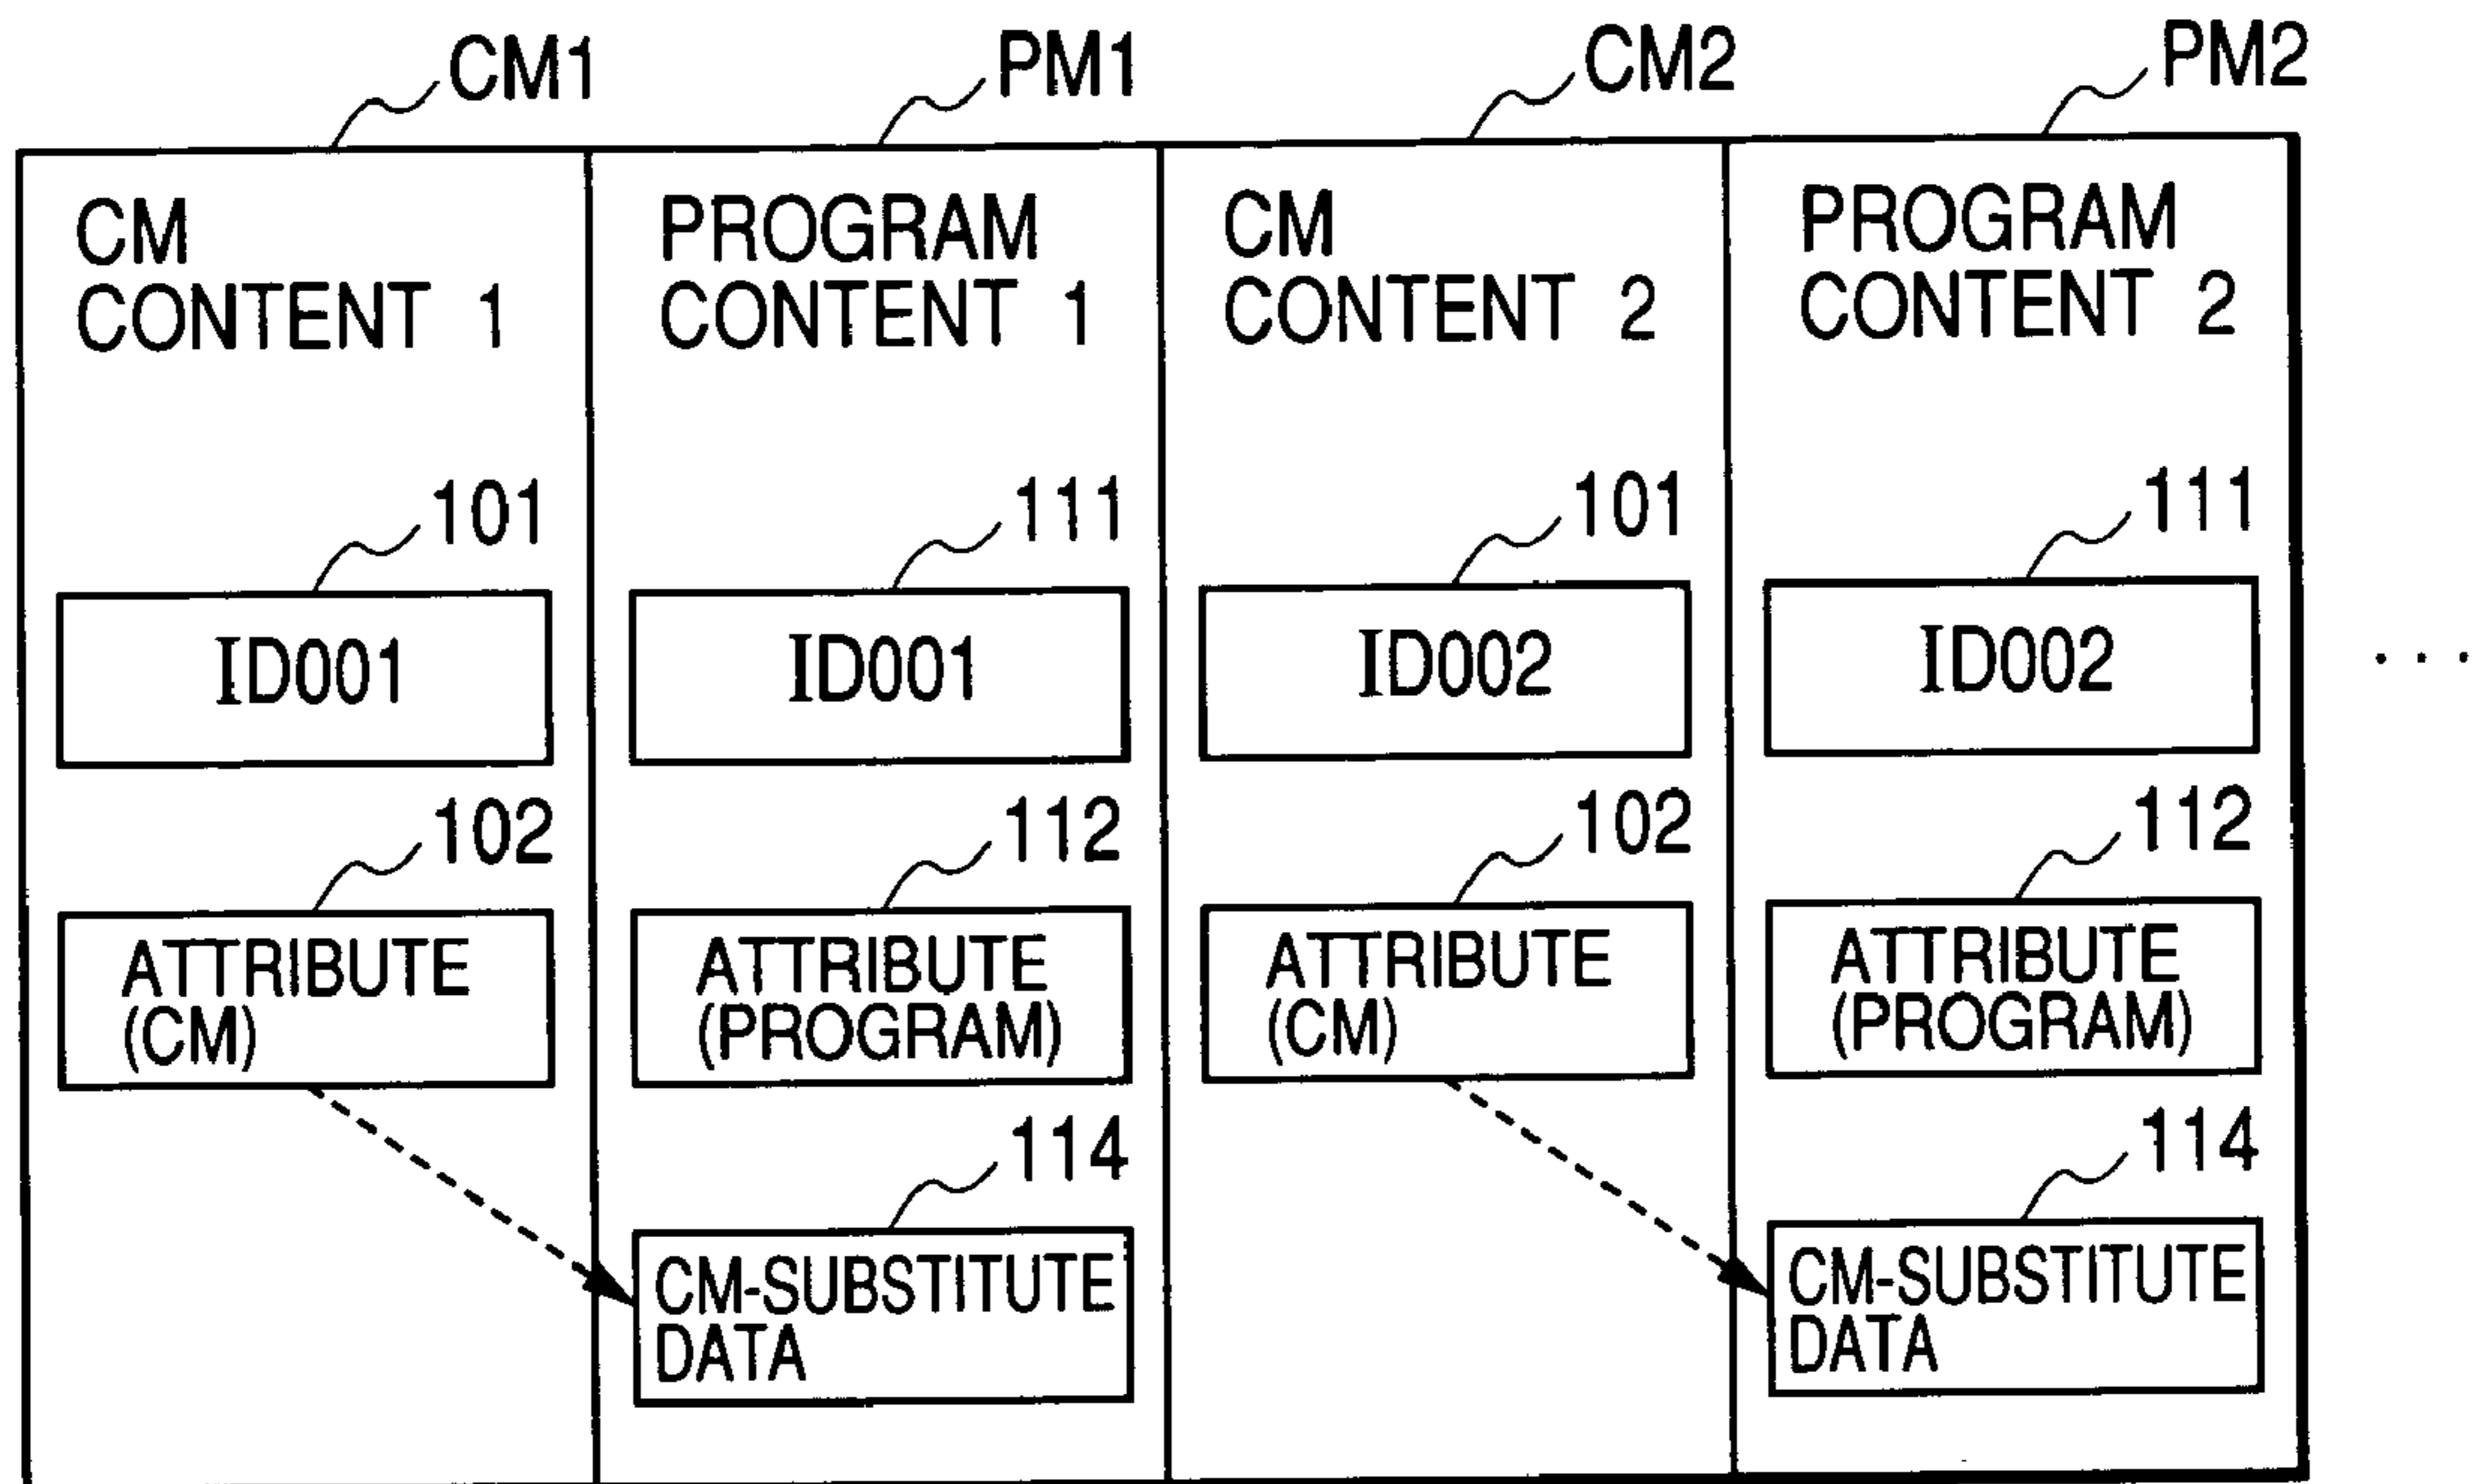 CM1
PM1
CM2
PM2
CM
CONTENT 1
PROGRAM
CONTENT 1
CM
CONTENT 2
PROGRAM
CONTENT 2
101
111
101
111
ID001
ID001
ID002
ID002
...
102
112
102
112
ATTRIBUTE
(CM)
ATTRIBUTE
(PROGRAM)
ATTRIBUTE
(CM)
ATTRIBUTE
(PROGRAM)
114
114
CM-SUBSTITUTE
DATA
CM-SUBSTITUTE
DATA